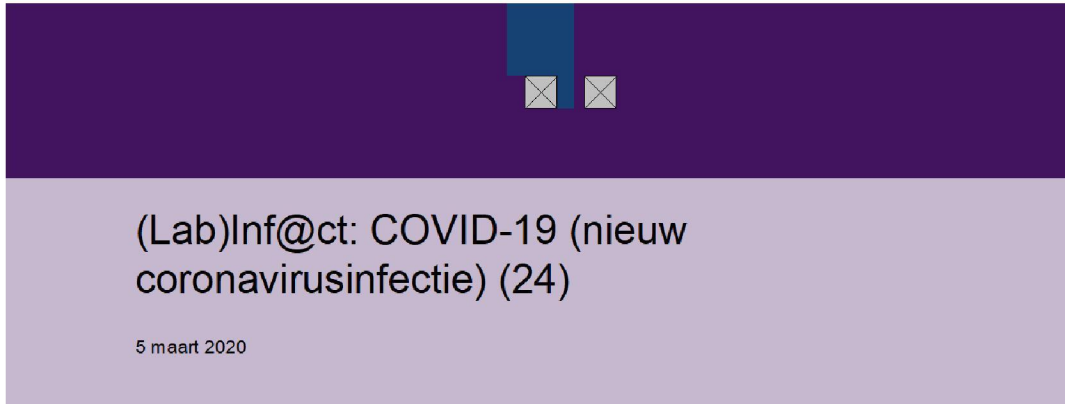 (Lab)Inf@ct: COVID-19 (nieuw
coronavirusinfectie) (24)
5 maart 2020